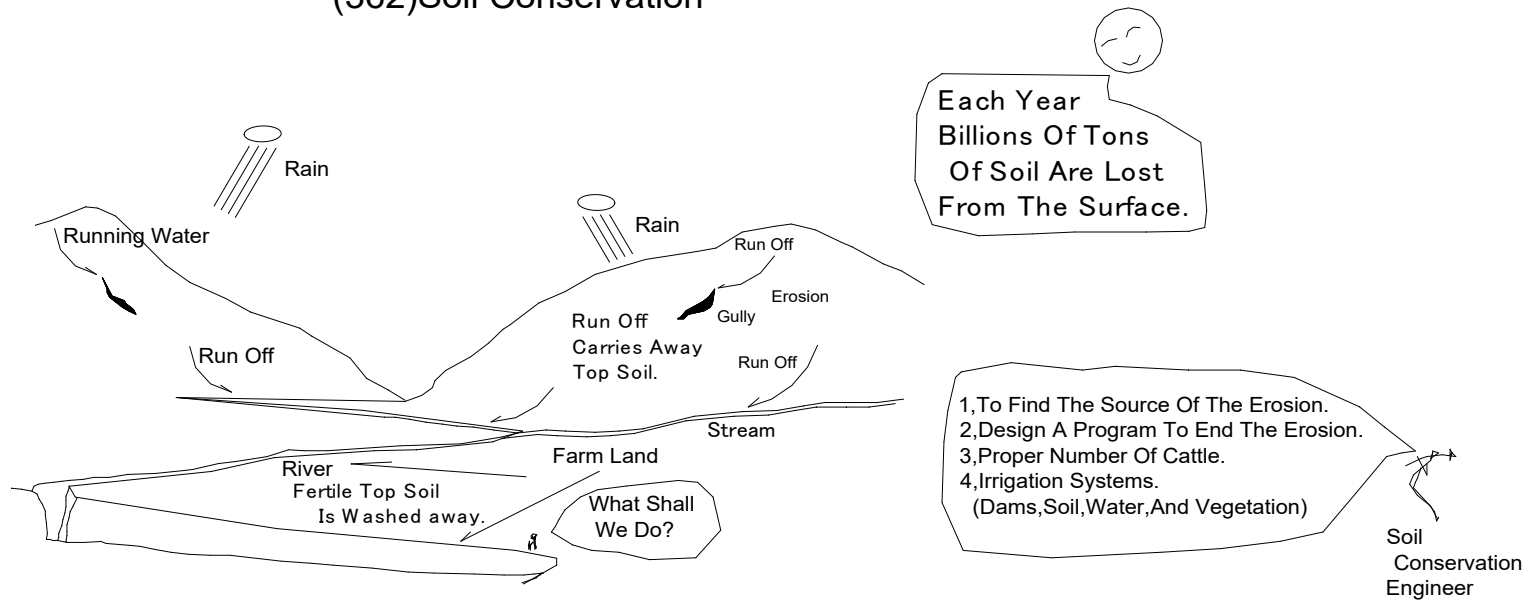 (562)Soil Conservation
Each Year
Billions Of Tons
Of Soil Are Lost
From The Surface.
Rain
Rain
Running Water
Run Off
Erosion
Gully
Run Off
Carries Away
Top Soil.
Run Off
Run Off
Stream
Farm Land
River
Fertile Top Soil
Is Washed away.
What Shall
We Do?
1,To Find The Source Of The Erosion.
2,Design A Program To End The Erosion.
3,Proper Number Of Cattle.
4,Irrigation Systems.
(Dams,Soil,Water,And Vegetation)
Soil
Conservation
Engineer